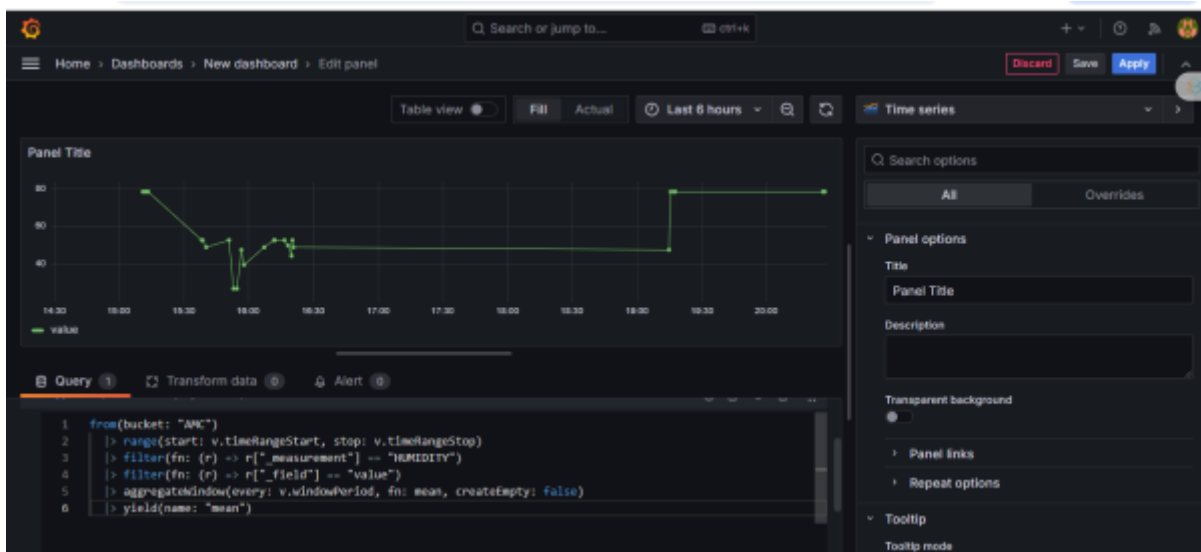 Search or jump to...
ctrl+k
Home › Dashboards › New dashboard › Edit panel
Discard Save Apply
Table view Fill Actual Last 6 hours
Time series
Panel Title
80
60
40
14:30 15:00 15:30 16:00 16:30 17:00 17:30 18:00 18:30 19:00 19:30 20:00
value
Search options
All Overrides
Panel options
Title
Panel Title
Description
Transparent background
Panel links
Repeat options
Tooltip
Tooltip mode
Query 1 Transform data 0 Alert 0
1 from(bucket: "AMC")
2 |> range(start: v.timeRangeStart, stop: v.timeRangeStop)
3 |> filter(fn: (r) => r["_measurement"] == "HUMIDITY")
4 |> filter(fn: (r) => r["_field"] == "value")
5 |> aggregateWindow(every: v.windowPeriod, fn: mean, createEmpty: false)
6 |> yield(name: "mean")